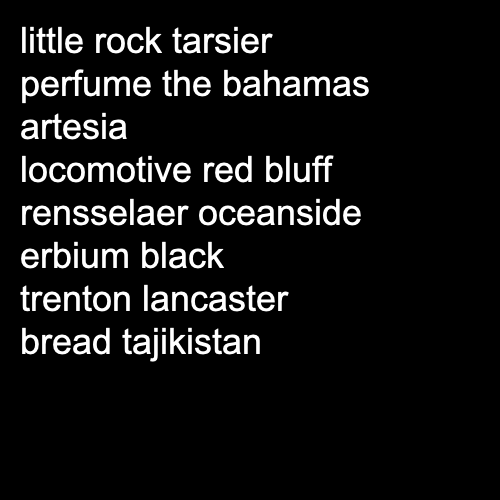 little rock tarsier
perfume the bahamas
artesia
locomotive red bluff
rensselaer oceanside
erbium black
trenton lancaster
bread tajikistan